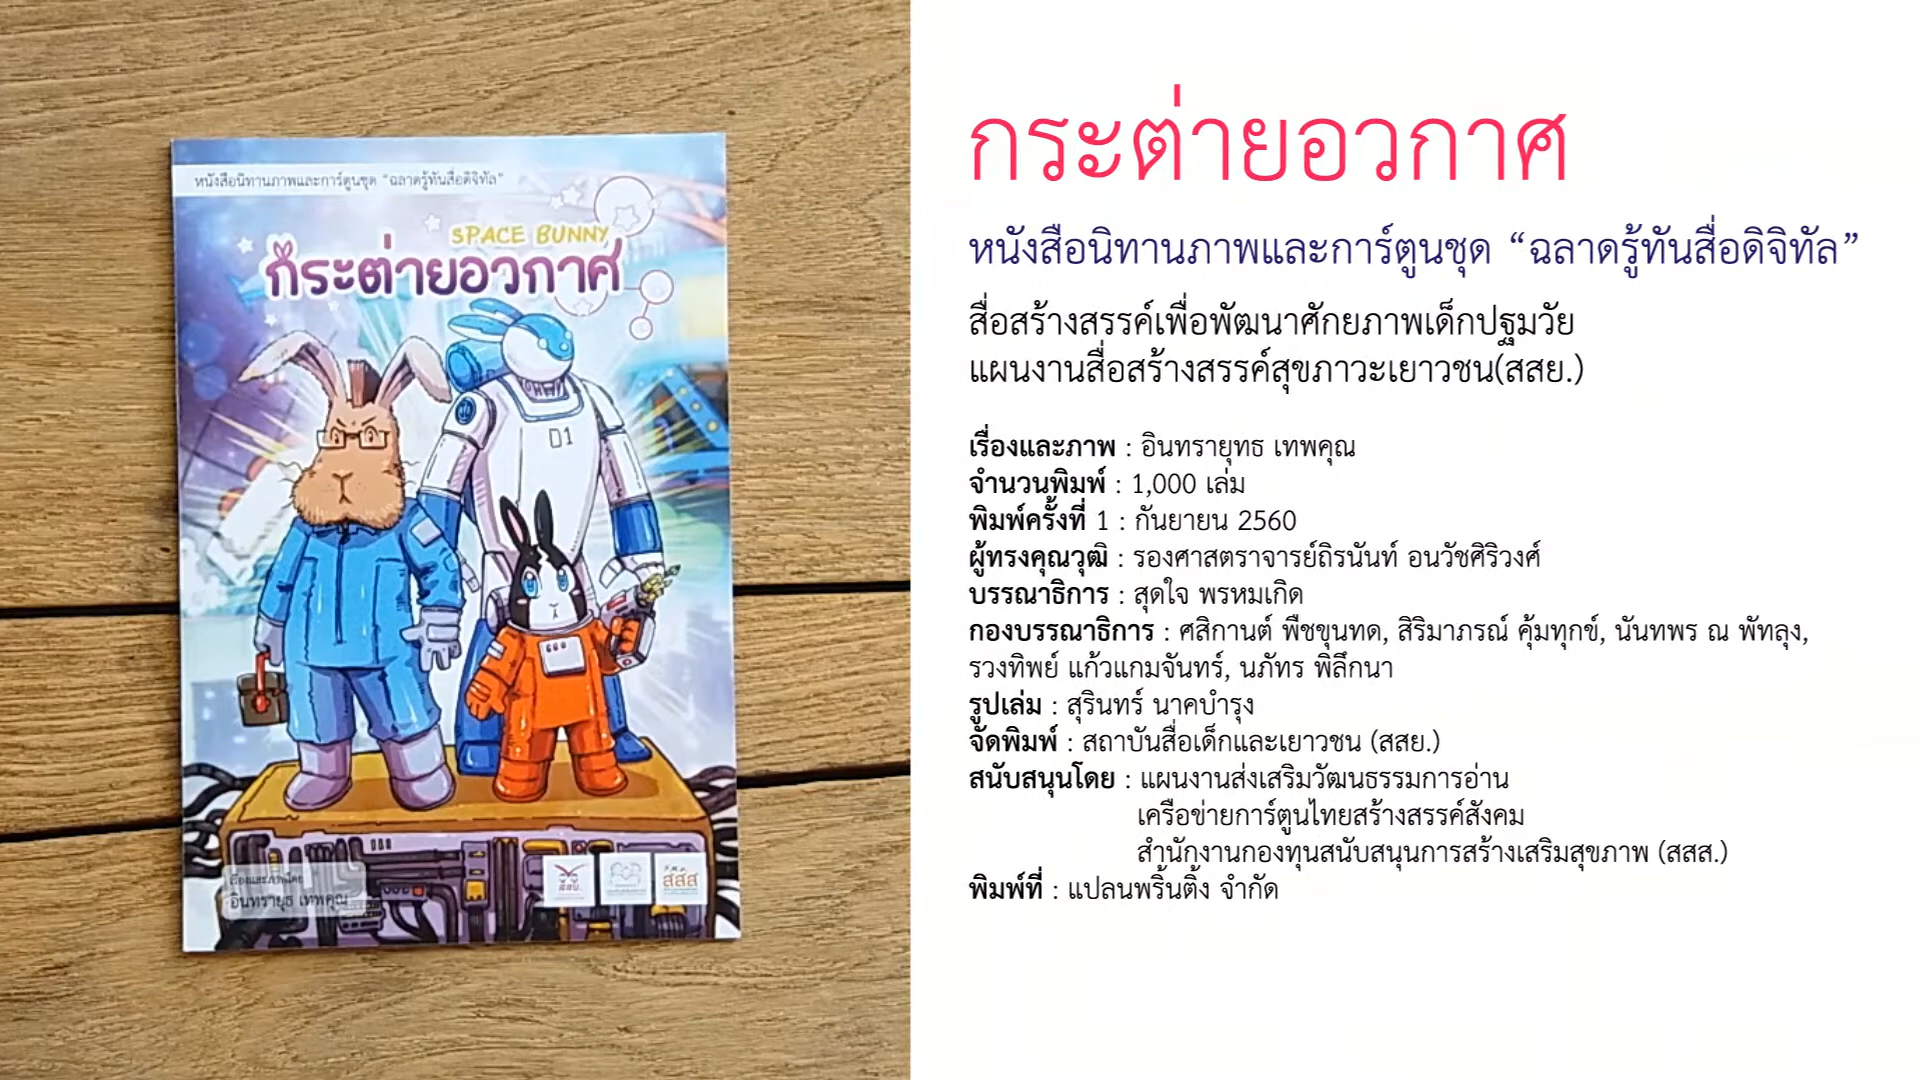 หนังสือนิทานภาพและการ์ตูนชุด “ฉลาดรู้ทันสื่อดิจิทัล”
SPACE BUNNY
กระต่ายอวกาศ
01
เรื่องและภาพโดย
อินทรายุธ เทพคุณ
สสย.
สสส
กระต่ายอวกาศ
หนังสือนิทานภาพและการ์ตูนชุด “ฉลาดรู้ทันสื่อดิจิทัล”
สื่อสร้างสรรค์เพื่อพัฒนาศักยภาพเด็กปฐมวัย
แผนงานสื่อสร้างสรรค์สุขภาวะเยาวชน(สสย.)
เรื่องและภาพ : อินทรายุทธ เทพคุณ
จำนวนพิมพ์ : 1,000 เล่ม
พิมพ์ครั้งที่ 1 : กันยายน 2560
ผู้ทรงคุณวุฒิ : รองศาสตราจารย์ถิรนันท์ อนวัชศิริวงศ์
บรรณาธิการ : สุดใจ พรหมเกิด
กองบรรณาธิการ : ศสิกานต์ พืชขุนทด, สิริมาภรณ์ คุ้มทุกข์, นันทพร ณ พัทลุง,
รวงทิพย์ แก้วแกมจันทร์, นภัทร พิลึกนา
รูปเล่ม : สุรินทร์ นาคบำรุง
จัดพิมพ์ : สถาบันสื่อเด็กและเยาวชน (สสย.)
สนับสนุนโดย : แผนงานส่งเสริมวัฒนธรรมการอ่าน
เครือข่ายการ์ตูนไทยสร้างสรรค์สังคม
สำนักงานกองทุนสนับสนุนการสร้างเสริมสุขภาพ (สสส.)
พิมพ์ที่ : แปลนพริ้นติ้ง จำกัด